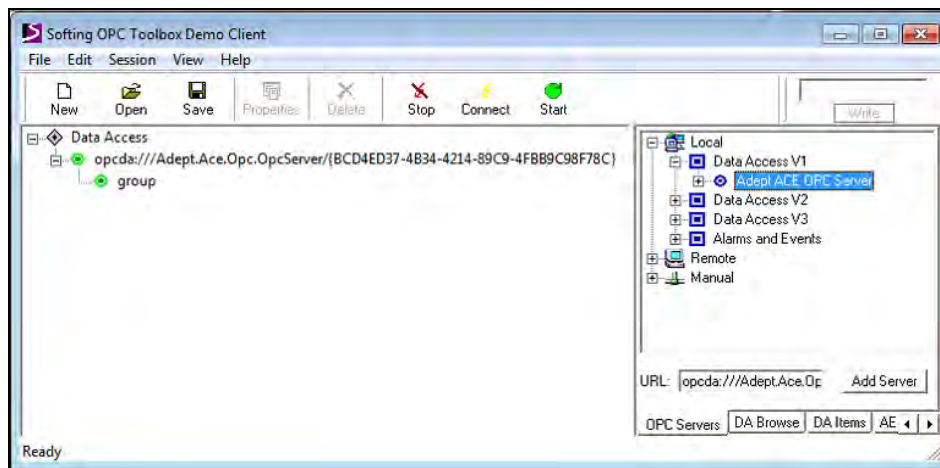 Softing OPC Toolbox Demo Client
File Edit Session View Help
New Open Save Properties Delete Stop Connect Start
Write
Data Access
opcda:///Adept.Ace.Opc.OpcServer/{BCD4ED37-4B34-4214-89C9-4FBB9C98F78C}
group
Local
Data Access V1
Adept ACE OPC Server
Data Access V2
Data Access V3
Alarms and Events
Remote
Manual
URL: opcda:///Adept.Ace.Op Add Server
OPC Servers DA Browse DA Items AE
Ready